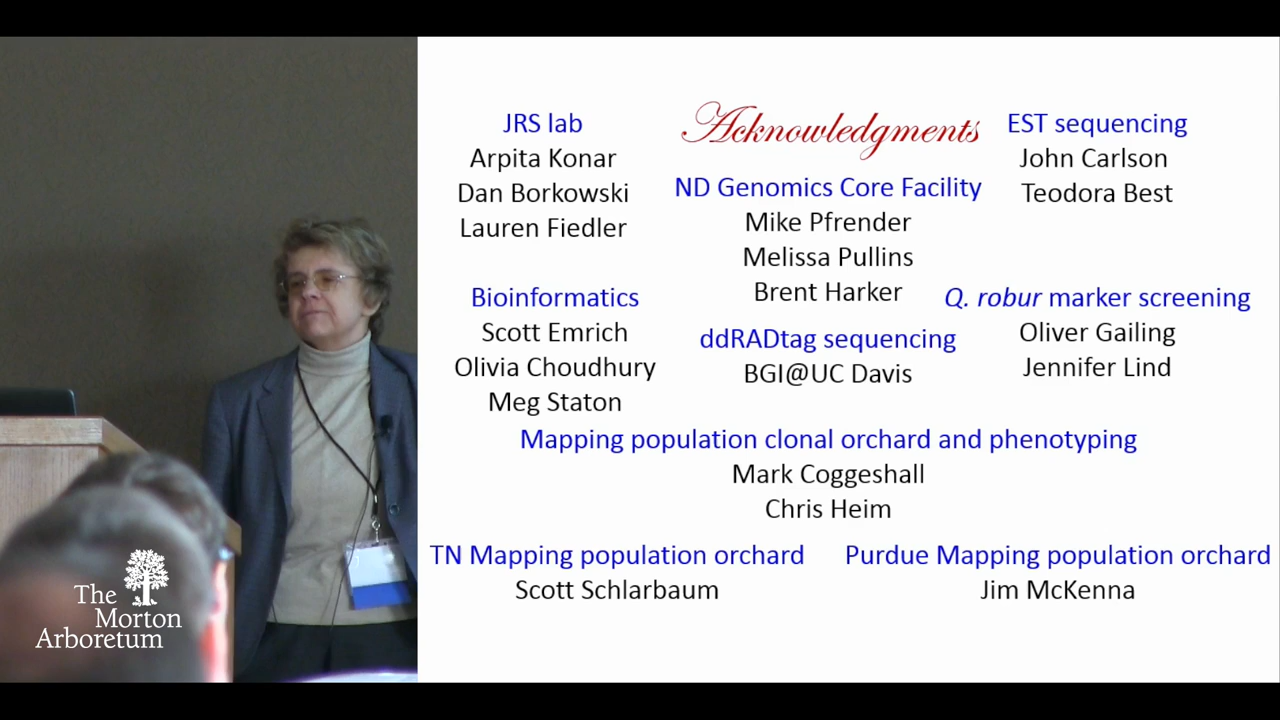 JRS lab
Arpita Konar
Dan Borkowski
Lauren Fiedler
Acknowledgments
ND Genomics Core Facility
Mike Pfrender
Melissa Pullins
Brent Harker
EST sequencing
John Carlson
Teodora Best
Bioinformatics
Scott Emrich
Olivia Choudhury
Meg Staton
ddRADtag sequencing
BGI@UC Davis
Q. robur marker screening
Oliver Gailing
Jennifer Lind
Mapping population clonal orchard and phenotyping
Mark Coggeshall
Chris Heim
TN Mapping population orchard
Scott Schlarbaum
Purdue Mapping population orchard
Jim McKenna
The
Morton
Arboretum